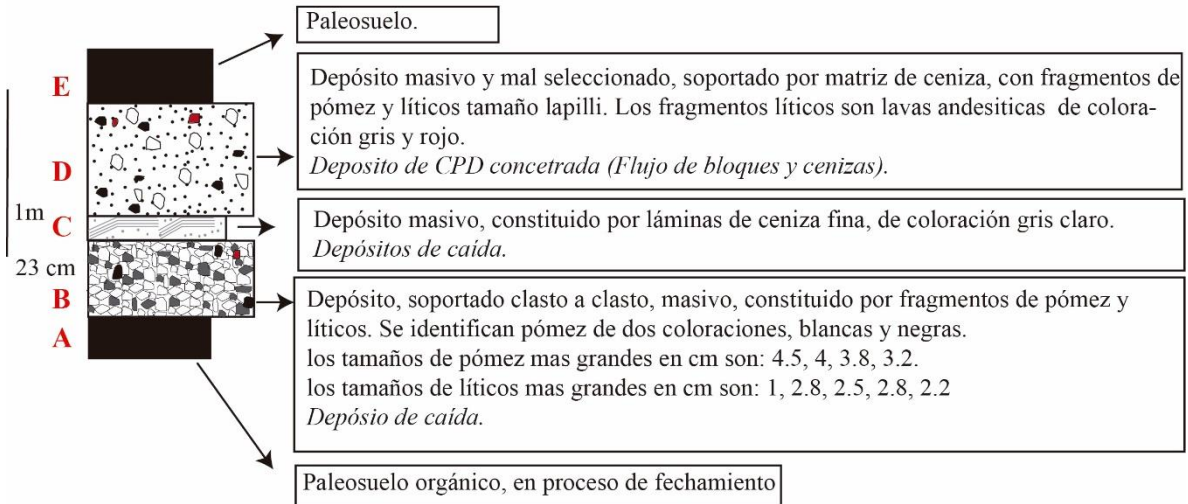 Paleosuelo.
E
Depósito masivo y mal seleccionado, soportado por matriz de ceniza, con fragmentos de
pómez y líticos tamaño lapilli. Los fragmentos líticos son lavas andesiticas de colora-
ción gris y rojo.
Deposito de CPD concetrada (Flujo de bloques y cenizas).
D
1m
C
Depósito masivo, constituido por láminas de ceniza fina, de coloración gris claro.
Depósitos de caída.
23 cm
B
Depósito, soportado clasto a clasto, masivo, constituido por fragmentos de pómez y
líticos. Se identifican pómez de dos coloraciones, blancas y negras.
los tamaños de pómez mas grandes en cm son: 4.5, 4, 3.8, 3.2.
los tamaños de líticos mas grandes en cm son: 1, 2.8, 2.5, 2.8, 2.2
Depósio de caída.
A
Paleosuelo orgánico, en proceso de fechamiento